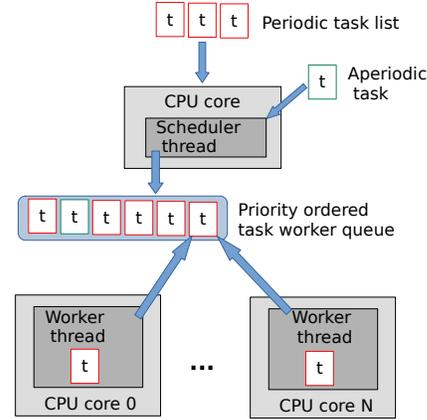 t t t Periodic task list
t Aperiodic
task
CPU core
Scheduler
thread
t t t t t t
Priority ordered
task worker queue
Worker
thread
t
CPU core 0
...
Worker
thread
t
CPU core N